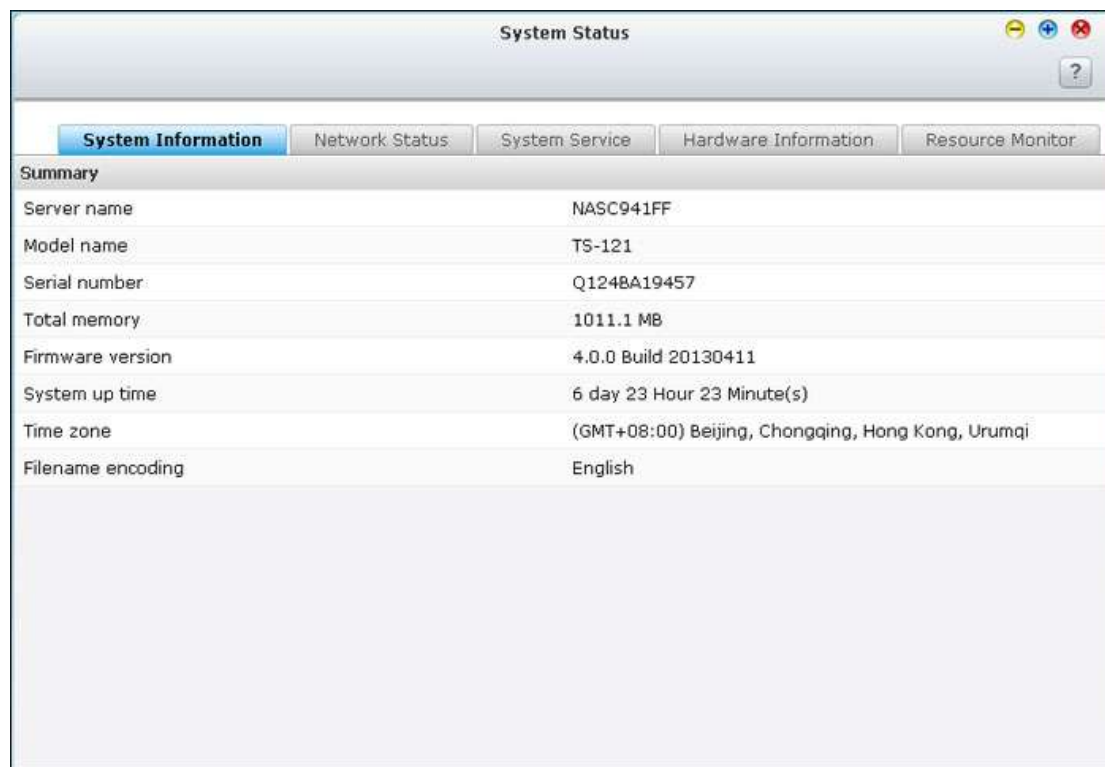 System Status
?
System Information Network Status System Service Hardware Information Resource Monitor
Summary
Server name NASC941FF
Model name TS-121
Serial number Q124BA19457
Total memory 1011.1 MB
Firmware version 4.0.0 Build 20130411
System up time 6 day 23 Hour 23 Minute(s)
Time zone (GMT+08:00) Beijing, Chongqing, Hong Kong, Urumqi
Filename encoding English